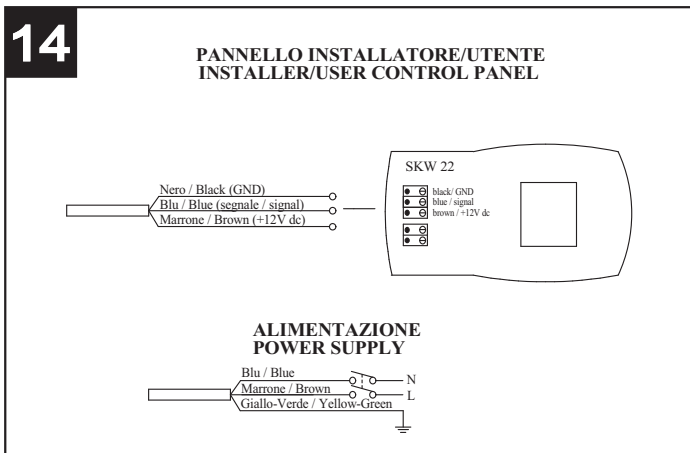 14
PANNELLO INSTALLATORE/UTENTE
INSTALLER/USER CONTROL PANEL
SKW 22
Nero / Black (GND)
Blu / Blue (segnale / signal)
Marrone / Brown (+12V dc)
black/ GND
blue / signal
brown / +12V dc
ALIMENTAZIONE
POWER SUPPLY
Blu / Blue
N
Marrone / Brown
L
Giallo-Verde / Yellow-Green